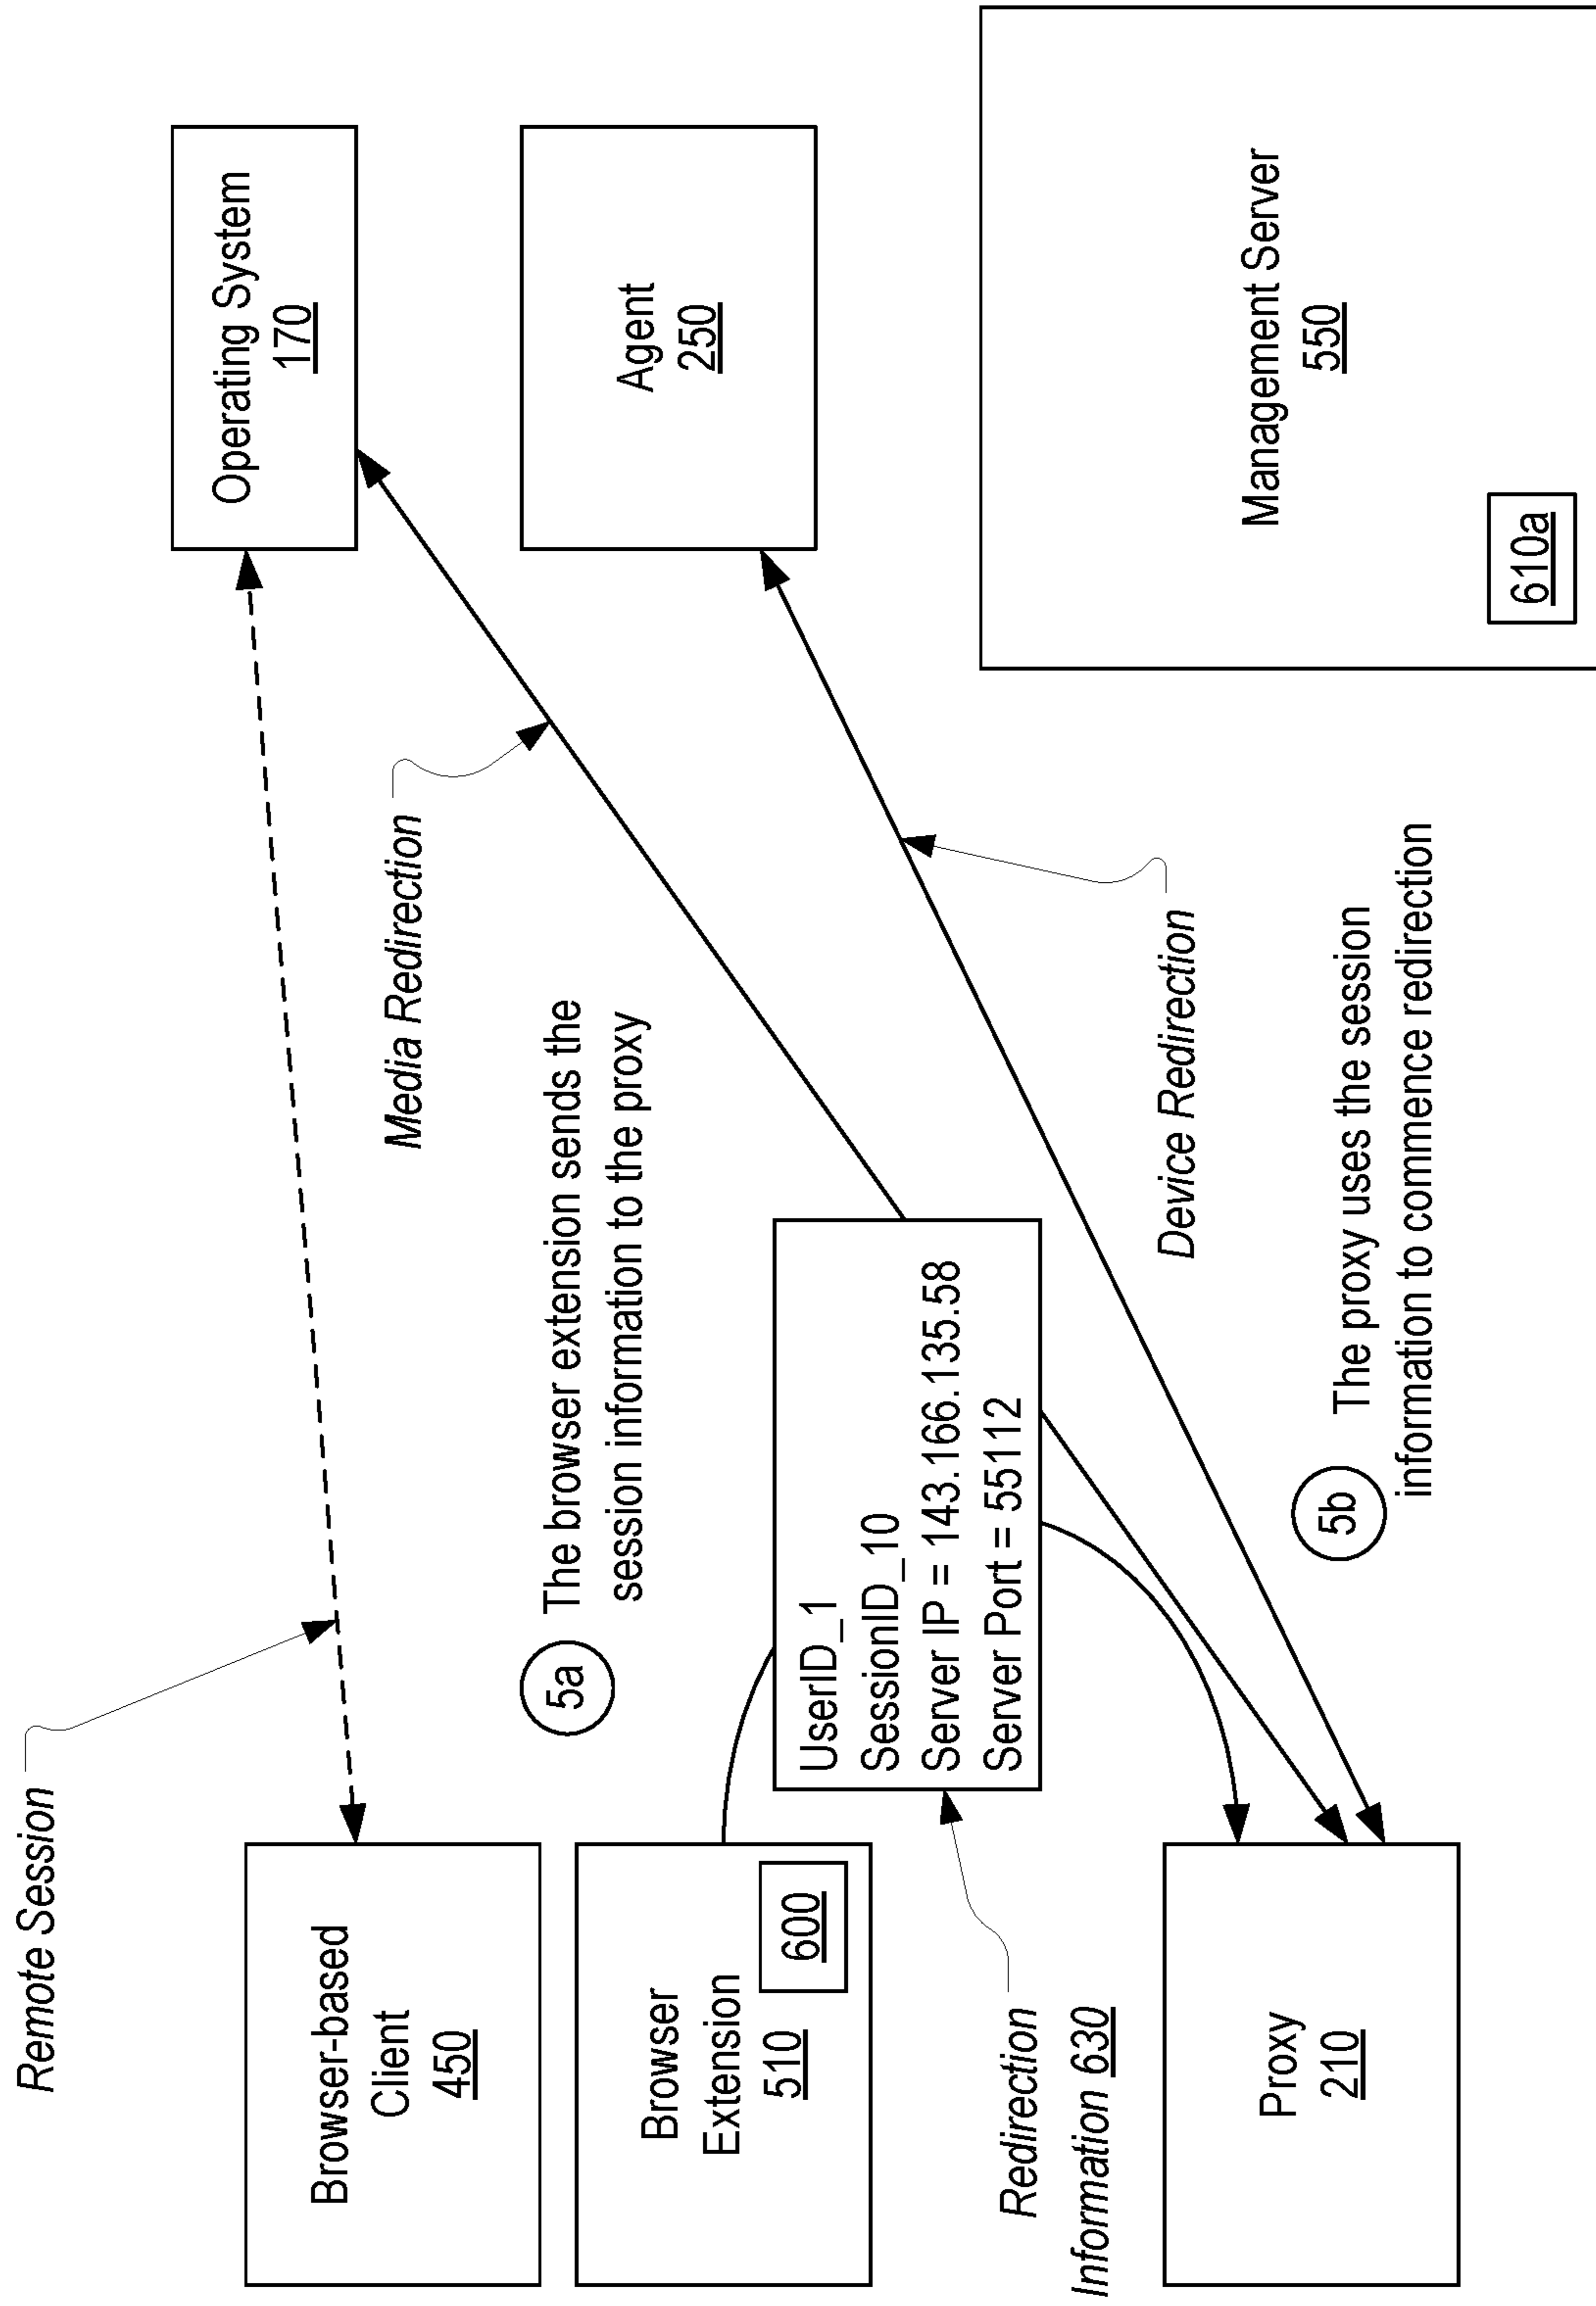 Remote Session
Browser-based
Client
450
Operating System
170
Media Redirection
5a
The browser extension sends the
session information to the proxy
Browser
Extension
510
600
Agent
250
UserID_1
SessionID_10
Server IP = 143.166.135.58
Server Port = 55112
Redirection
Information 630
Device Redirection
Proxy
210
5b
The proxy uses the session
information to commence redirection
Management Server
550
610a